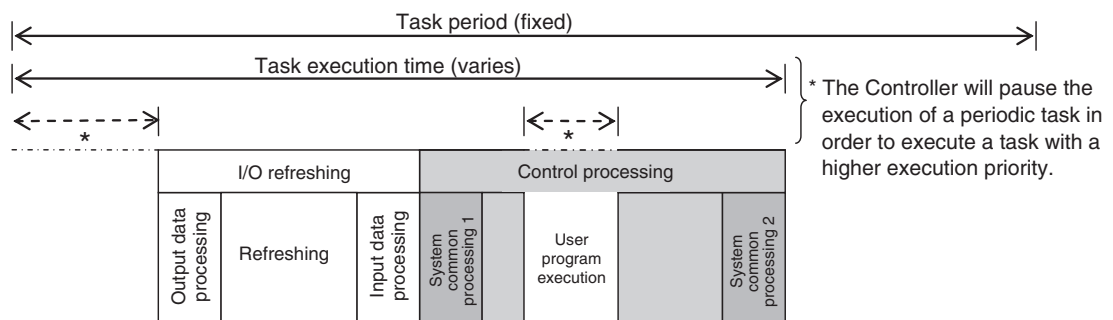 Task period (fixed)
Task execution time (varies)
* The Controller will pause the
execution of a periodic task in
order to execute a task with a
higher execution priority.
*
*
I/O refreshing
Control processing
Output data
processing
Refreshing
Input data
processing
System
common
processing 1
User
program
execution
System
common
processing 2